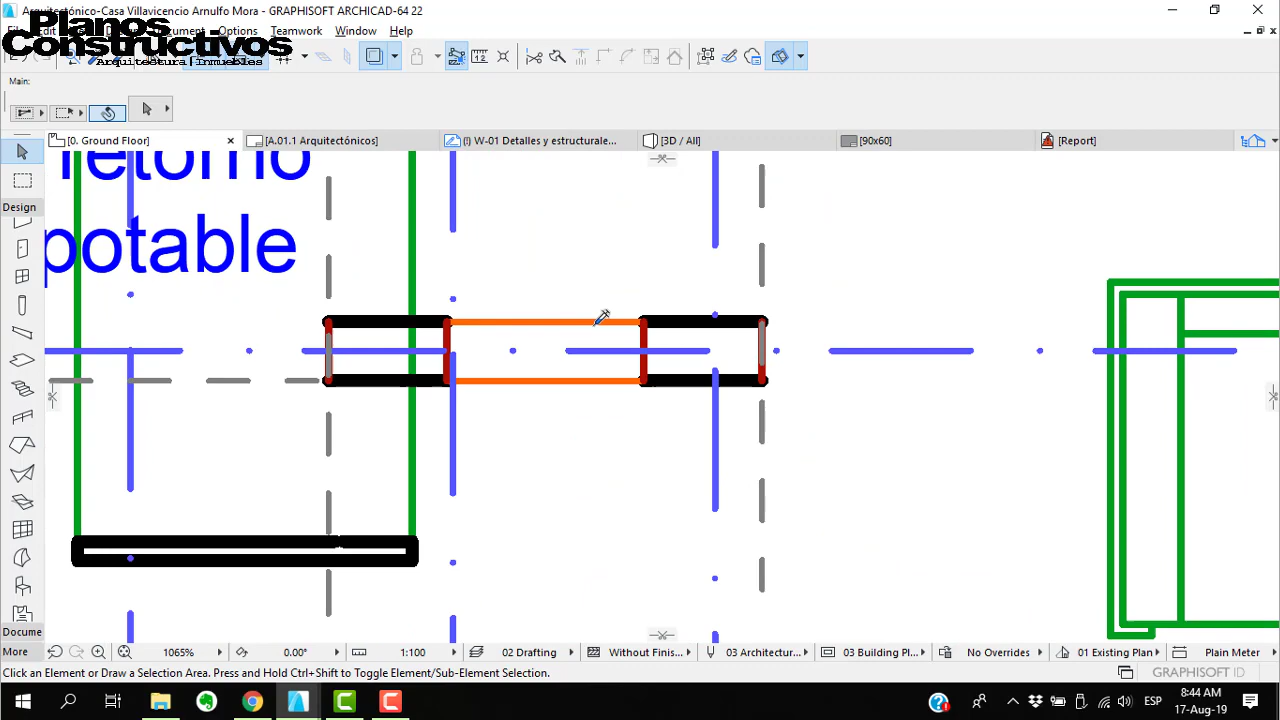 Arquitectónico-Casa Villavicencio Arnulfo Mora - GRAPHISOFT ARCHICAD-64 22
Planos
Constructivos
Arquitectura|Inmuebles
Document Options Teamwork Window Help
Main:
[0. Ground Floor] [A.01.1 Arquitectónicos] (I) W-01 Detalles y estructurale... [3D / All] [90x60] [Report]
retorno
potable
Design
Docume
More
1065% 0.00° 1:100 02 Drafting Without Finis... 03 Architectur... 03 Building Pl... No Overrides 01 Existing Plan Plain Meter
Click an Element or Draw a Selection Area. Press and Hold Ctrl+Shift to Toggle Element/Sub-Element Selection.
GRAPHISOFT ID
ESP
8:44 AM
17-Aug-19